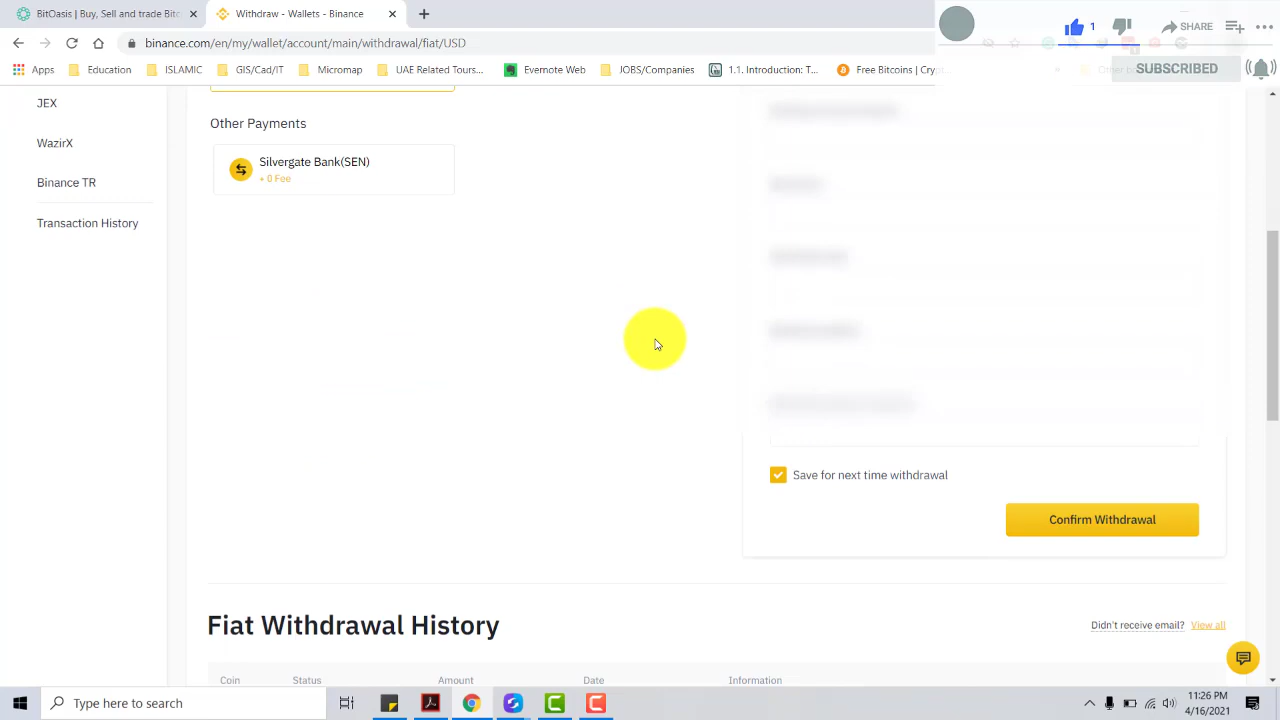 BitOasis | Buy, Sell and trade Bitc
Withdraw - Wallets - Binance
1
SHARE
binance.com/en/my/wallet/account/main/withdrawal/fiat/USD
Apps
Education
ISLAMIC
GIS/Cad/IT
Micromax
Untitated Tours...
Evernote Web
JOBS/Companies
1.1. Introduction: T...
Free Bitcoins | Crypt...
SUBSCRIBED
JEX
Other Payments
WazirX
Silvergate Bank(SEN)
0 Fee
Binance TR
Transaction History
Save for next time withdrawal
Confirm Withdrawal
Fiat Withdrawal History
Didn't receive email?
View all
Coin
Status
Amount
Date
Information
Type here to search
11:26 PM
4/16/2021